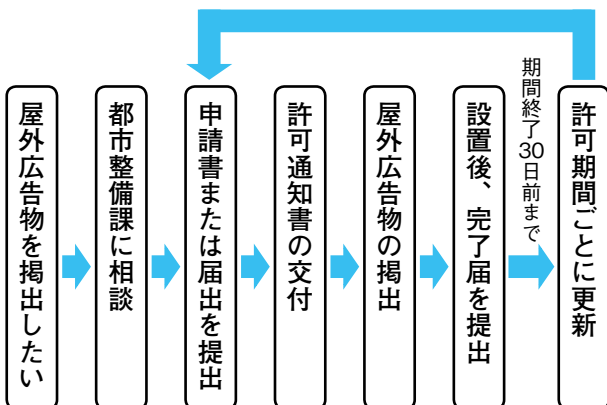 屋外広告物を掲出したい
都市整備課に相談
申請書または届出を提出
許可通知書の交付
屋外広告物の掲出
設置後、完了届を提出
期間終了30日前まで
許可期間ごとに更新